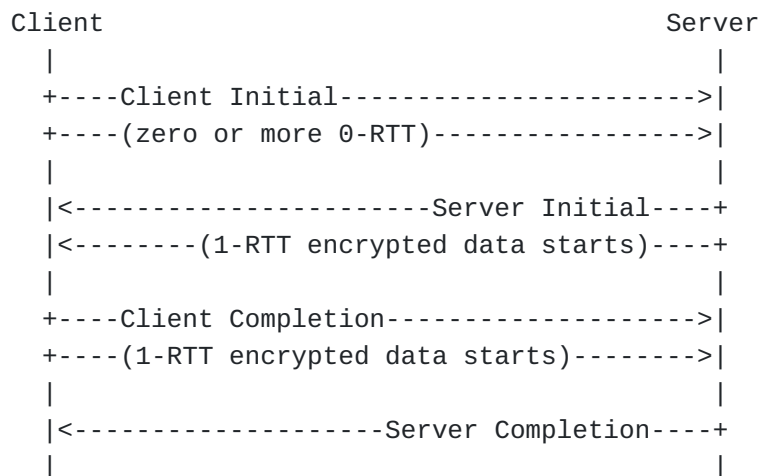 Client                                    Server
  |                                          |
  +----Client Initial----------------------->|
  +----(zero or more 0-RTT)----------------->|
  |                                          |
  |<-----------------------Server Initial----+
  |<--------(1-RTT encrypted data starts)----+
  |                                          |
  +----Client Completion-------------------->|
  +----(1-RTT encrypted data starts)-------->|
  |                                          |
  |<--------------------Server Completion----+
  |                                          |